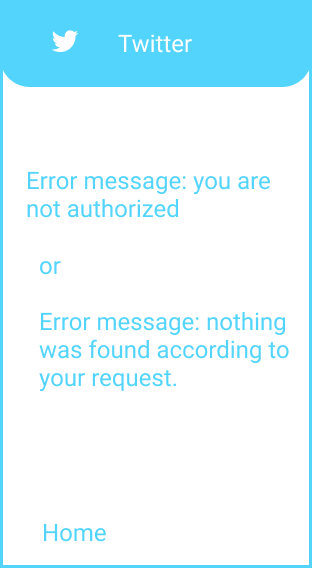 Twitter
Error message: you are
not authorized
or
Error message: nothing
was found according to
your request.
Home